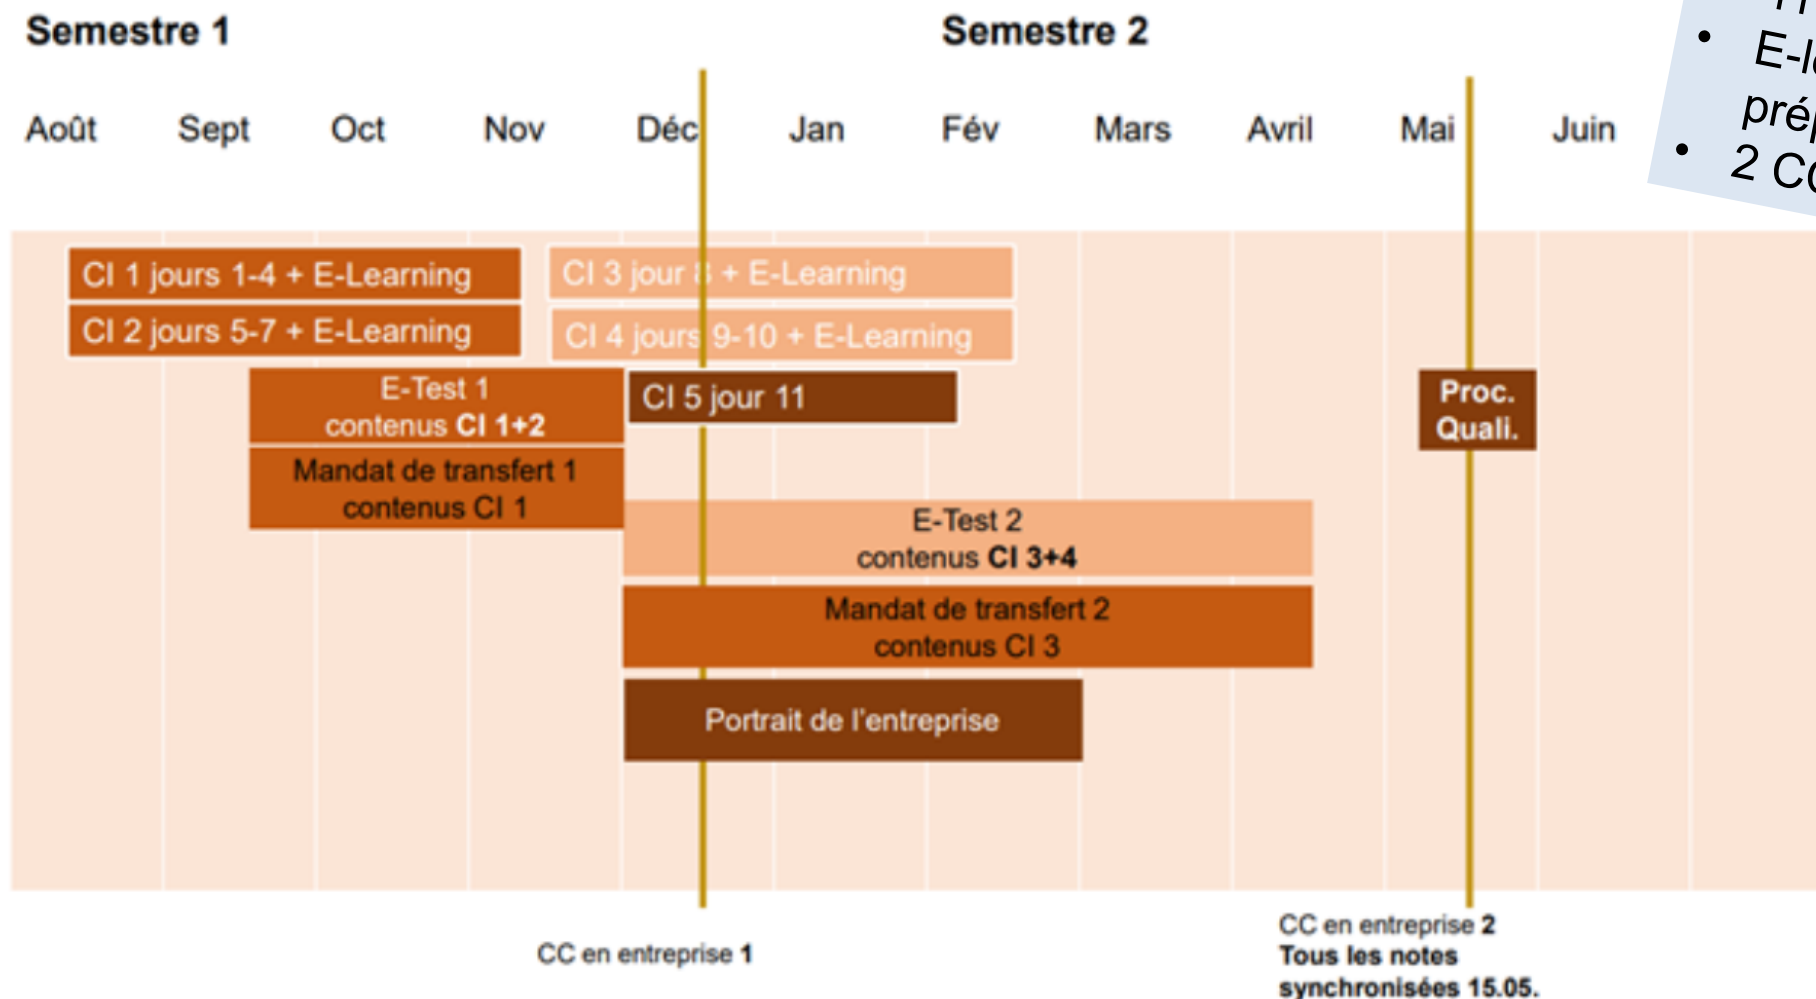 Semestre 1
Semestre 2
Août Sept Oct Nov Déc Jan Fév Mars Avril Mai Juin
2
CI 1 jours 1-4 + E-Learning
CI 2 jours 5-7 + E-Learning
CI 3 jour 8 + E-Learning
CI 4 jours 9-10 + E-Learning
E-Test 1
contenus CI 1+2
CI 5 jour 11
Proc.
Quali.
Mandat de transfert 1
contenus CI 1
E-Test 2
contenus CI 3+4
Mandat de transfert 2
contenus CI 3
Portrait de l'entreprise
CC en entreprise 1
CC en entreprise 2
Tous les notes
synchronisées 15.05.